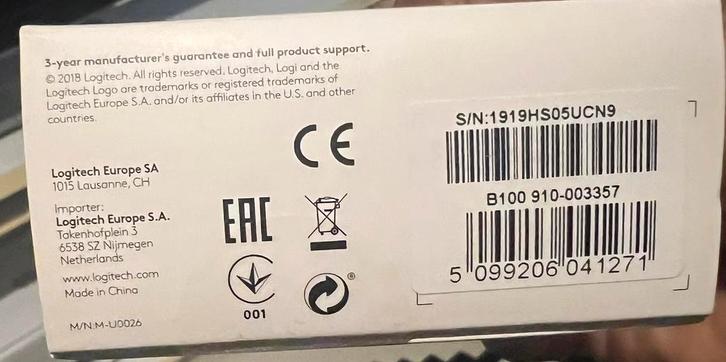 3-year manufacturer's guarantee and full product support.
© 2018 Logitech. All rights reserved. Logitech, Logi and the
Logitech Logo are trademarks or registered trademarks of
Logitech Europe S.A. and/or its affiliates in the U.S. and other
countries.
CE
Logitech Europe SA
1015 Lausanne, CH
Importer:
Logitech Europe S.A.
Takenhofplein 3
6538 SZ Nijmegen
Netherlands
www.logitech.com
Made in China
M/N:M-U0026
EAC
001
®
S/N:1919HS05UCN9
B100 910-003357
5 099206 041271